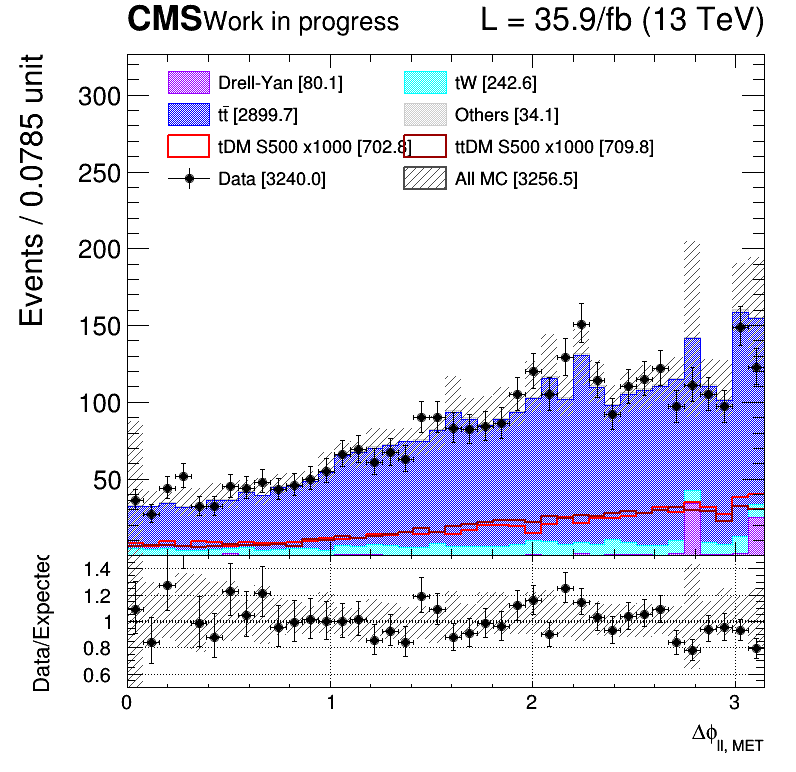 CMS Work in progress L = 35.9/fb (13 TeV)
Events / 0.0785 unit
300
250
200
150
100
50
Drell-Yan [80.1] tW [242.6]
tt̄ [2899.7] Others [34.1]
tDM S500 x1000 [702.8] ttDM S500 x1000 [709.8]
Data [3240.0] All MC [3256.5]
Data/Expected
1.4
1.2
1
0.8
0.6
0 1 2 3
Δϕll, MET